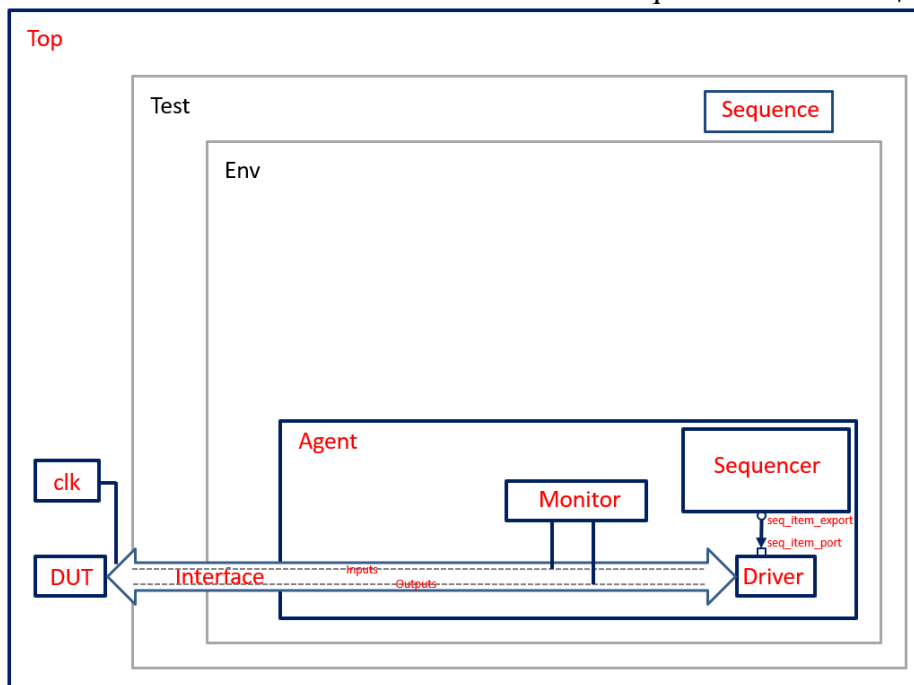 Top
Test
Sequence
Env
Agent
Sequencer
clk
Monitor
seq_item_export
seq_item_port
DUT
Interface
Inputs
Outputs
Driver